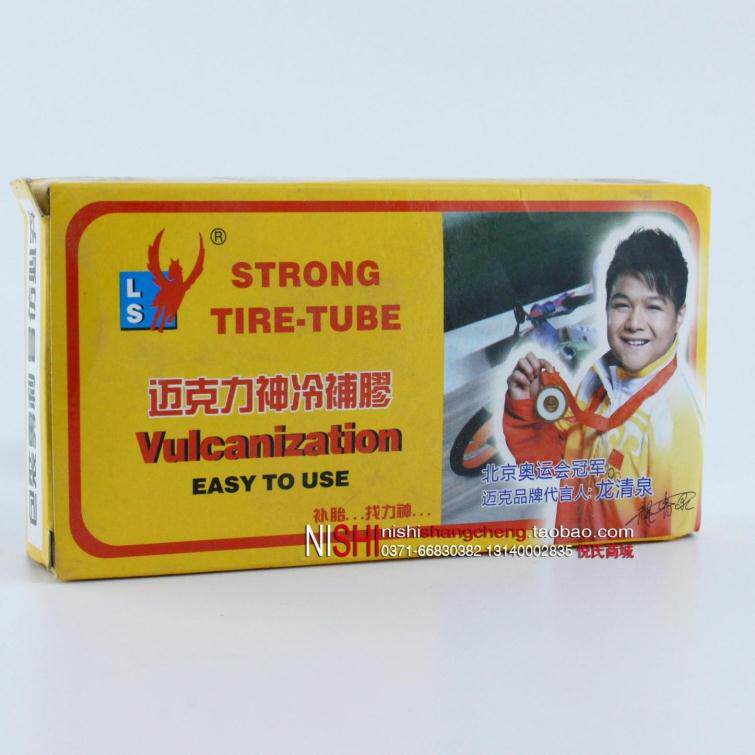 LS
®
STRONG
TIRE-TUBE
迈克力神冷補膠
Vulcanization
EASY TO USE
补胎...找力神...
北京奥运会冠军
迈克品牌代言人:龙清泉
NISHI nishishangcheng.taobao.com
0371-66830382 13140002835 倪氏商城